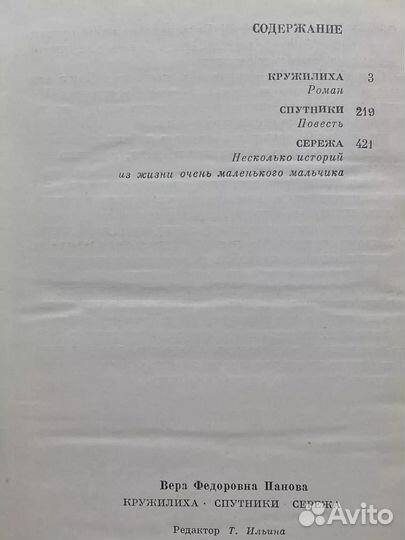 СОДЕРЖАНИЕ
КРУЖИЛИХА 3
Роман
СПУТНИКИ 219
Повесть
СЕРЕЖА 421
Несколько историй
из жизни очень маленького мальчика
Вера Федоровна Панова
КРУЖИЛИХА · СПУТНИКИ · СЕРЕЖА
Редактор Т. Ильина
Avito